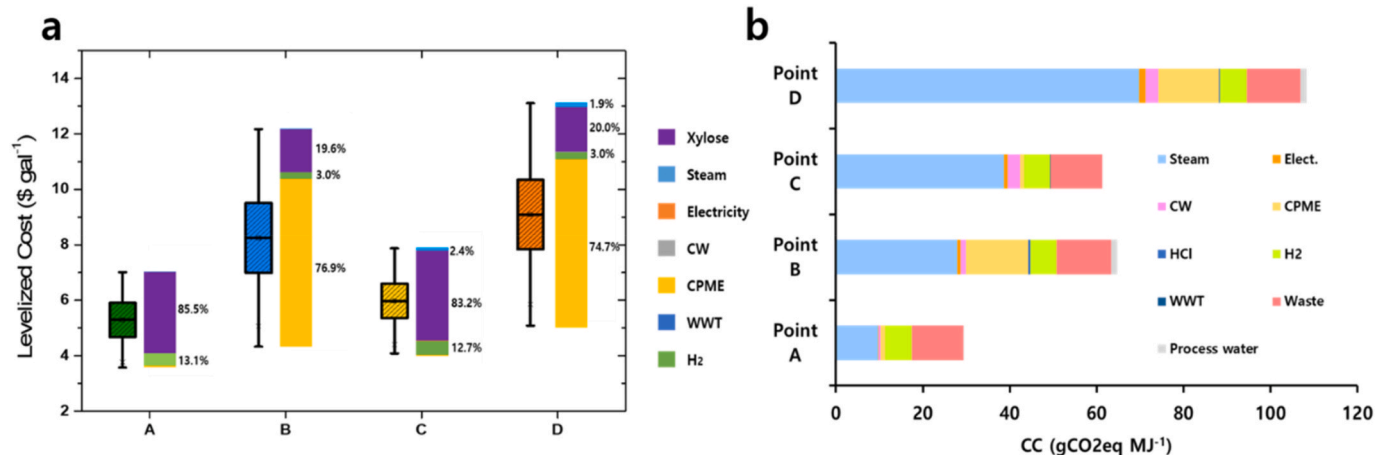 a
Levelized Cost ($ gal⁻¹)
14
12
10
8
6
4
2
A
B
C
D
85.5%
13.1%
19.6%
3.0%
76.9%
2.4%
83.2%
12.7%
1.9%
20.0%
3.0%
74.7%
Xylose
Steam
Electricity
CW
CPME
WWT
H₂
b
Point
D
Point
C
Point
B
Point
A
Steam
Elect.
CW
CPME
HCl
H2
WWT
Waste
Process water
0
20
40
60
80
100
120
CC (gCO2eq MJ⁻¹)